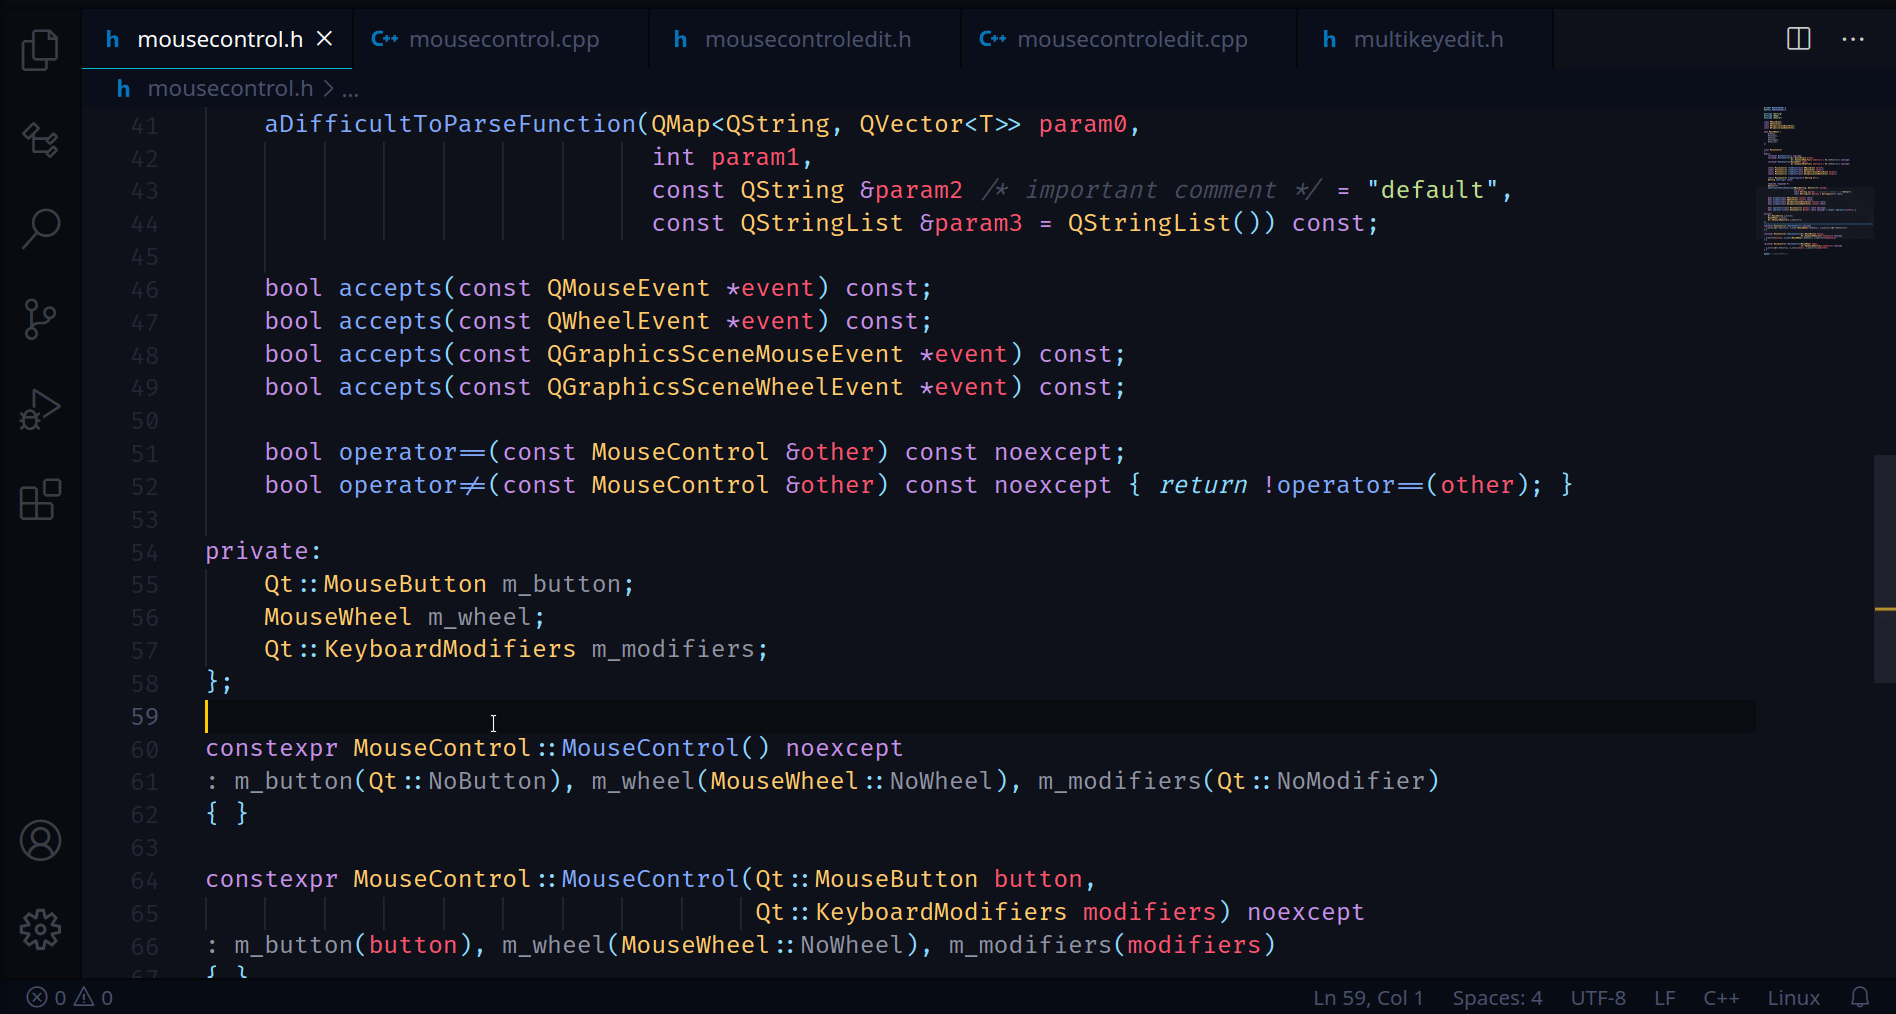 h mousecontrol.h × C++ mousecontrol.cpp h mousecontroledit.h C++ mousecontroledit.cpp h multikeyedit.h ···
h mousecontrol.h > ...
41 aDifficultToParseFunction(QMap<QString, QVector<T>> param0,
42 int param1,
43 const QString &param2 /* important comment */ = "default",
44 const QStringList &param3 = QStringList()) const;
45
46 bool accepts(const QMouseEvent *event) const;
47 bool accepts(const QWheelEvent *event) const;
48 bool accepts(const QGraphicsSceneMouseEvent *event) const;
49 bool accepts(const QGraphicsSceneWheelEvent *event) const;
50
51 bool operator==(const MouseControl &other) const noexcept;
52 bool operator!=(const MouseControl &other) const noexcept { return !operator==(other); }
53
54 private:
55 Qt::MouseButton m_button;
56 MouseWheel m_wheel;
57 Qt::KeyboardModifiers m_modifiers;
58 };
59
60 constexpr MouseControl::MouseControl() noexcept
61 : m_button(Qt::NoButton), m_wheel(MouseWheel::NoWheel), m_modifiers(Qt::NoModifier)
62 { }
63
64 constexpr MouseControl::MouseControl(Qt::MouseButton button,
65 Qt::KeyboardModifiers modifiers) noexcept
66 : m_button(button), m_wheel(MouseWheel::NoWheel), m_modifiers(modifiers)
67 { }
0 0 Ln 59, Col 1 Spaces: 4 UTF-8 LF C++ Linux